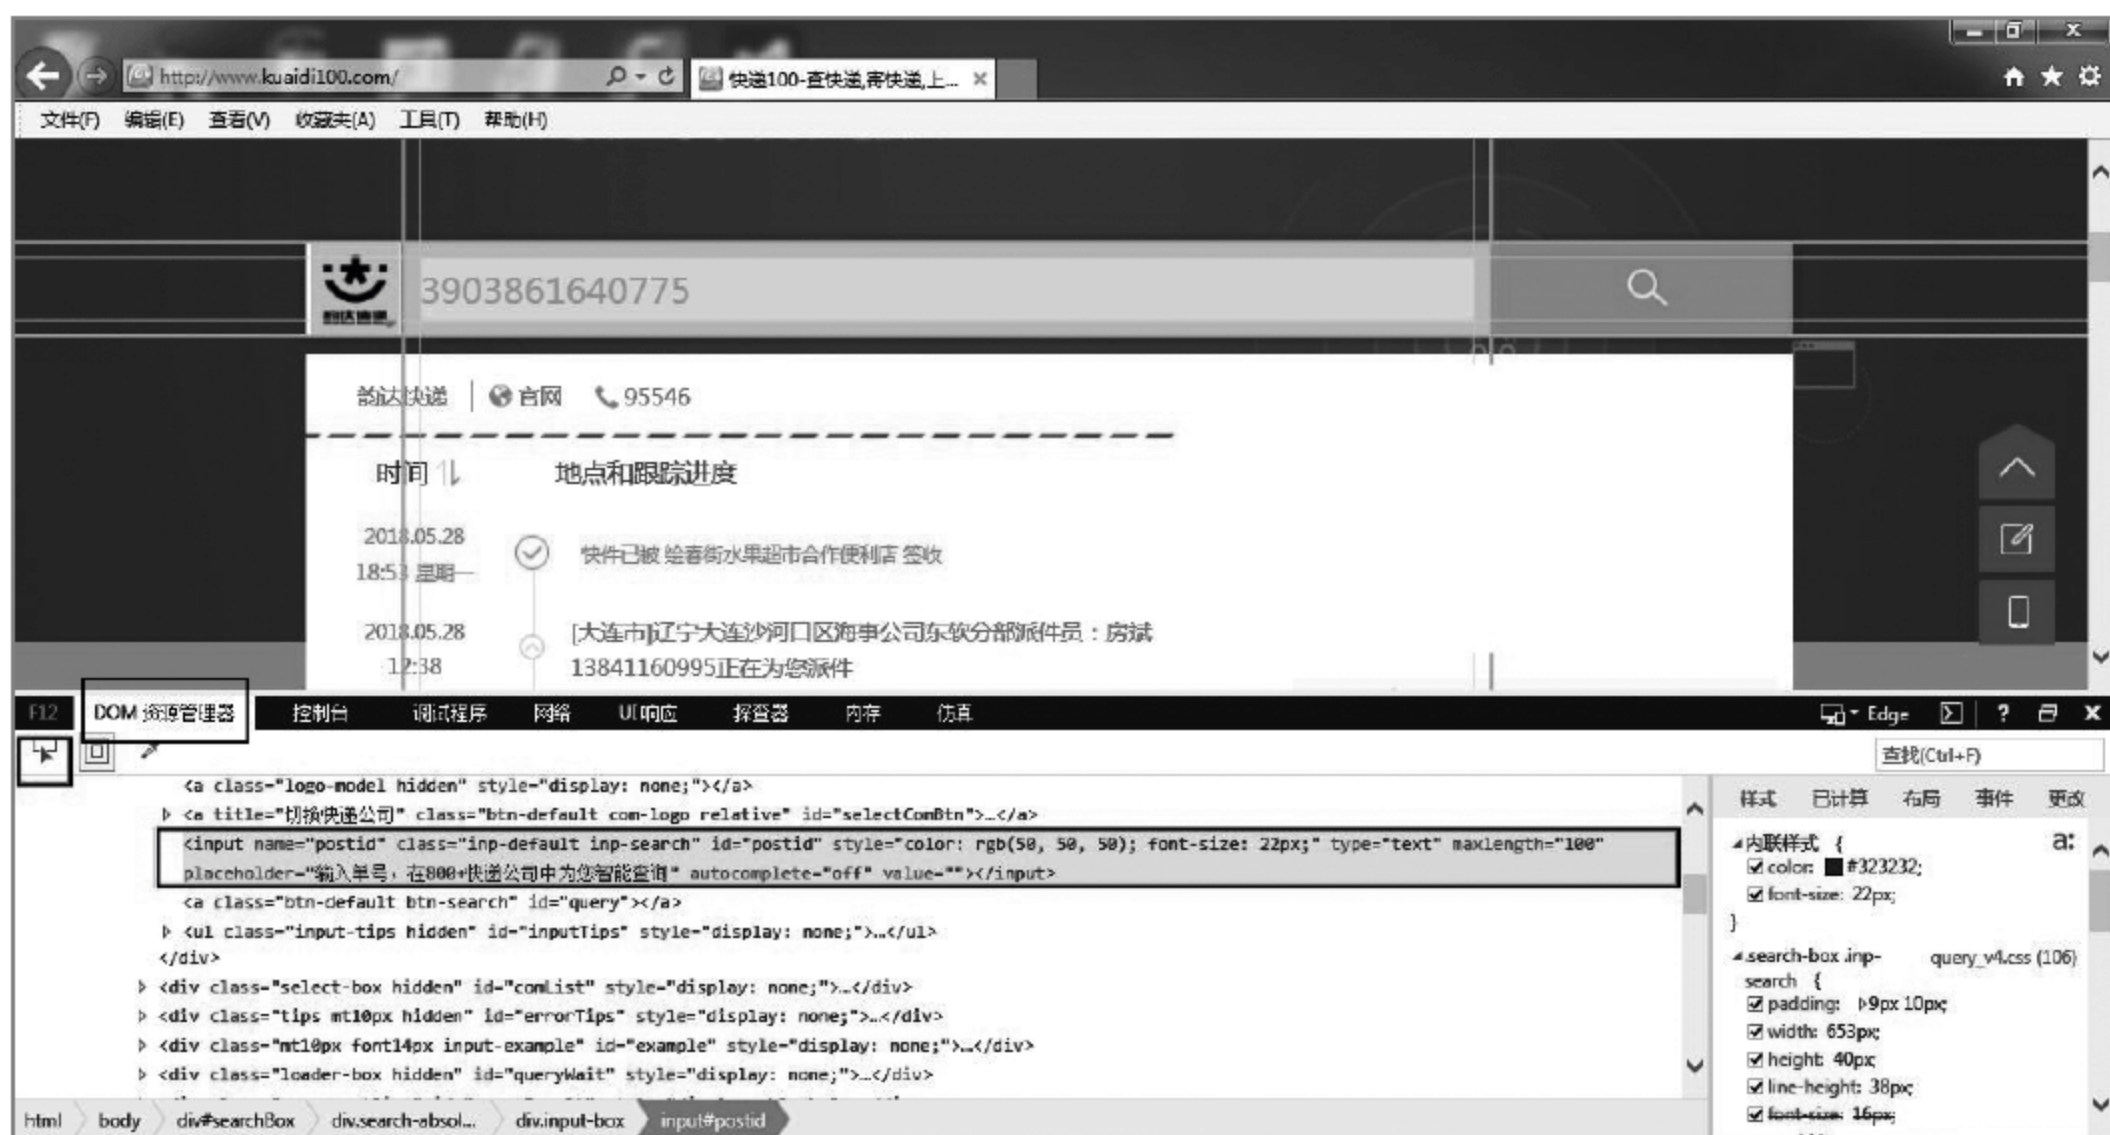 http://www.kuaidi100.com/
快递100-查快递,寄快递,上...
文件(F) 编辑(E) 查看(V) 收藏夹(A) 工具(T) 帮助(H)
韵达速递
3903861640775
韵达快递 官网 95546
时间 地点和跟踪进度
2018.05.28
18:53 星期一
快件已被 绘春街水果超市合作便利店 签收
2018.05.28
12:38
[大连市]辽宁大连沙河口区海事公司东软分部派件员：房斌
13841160995正在为您派件
F12 DOM 资源管理器 控制台 调试程序 网络 UI响应 探查器 内存 仿真 Edge ?
查找(Ctrl+F)
<a class="logo-model hidden" style="display: none;"></a>
<a title="切换快递公司" class="btn-default com-logo relative" id="selectComBtn">…</a>
<input name="postid" class="inp-default inp-search" id="postid" style="color: rgb(50, 50, 50); font-size: 22px;" type="text" maxlength="100"
placeholder="输入单号，在800+快递公司中为您智能查询" autocomplete="off" value=""></input>
<a class="btn-default btn-search" id="query"></a>
<ul class="input-tips hidden" id="inputTips" style="display: none;">…</ul>
</div>
<div class="select-box hidden" id="comList" style="display: none;">…</div>
<div class="tips mt10px hidden" id="errorTips" style="display: none;">…</div>
<div class="mt10px font14px input-example" id="example" style="display: none;">…</div>
<div class="loader-box hidden" id="queryWait" style="display: none;">…</div>
html body div#searchBox div.search-absol... div.input-box input#postid
样式 已计算 布局 事件 更改
内联样式 { a:
color: #323232;
font-size: 22px;
}
.search-box .inp- query_v4.css (106)
search {
padding: 9px 10px;
width: 653px;
height: 40px;
line-height: 38px;
font-size: 16px;